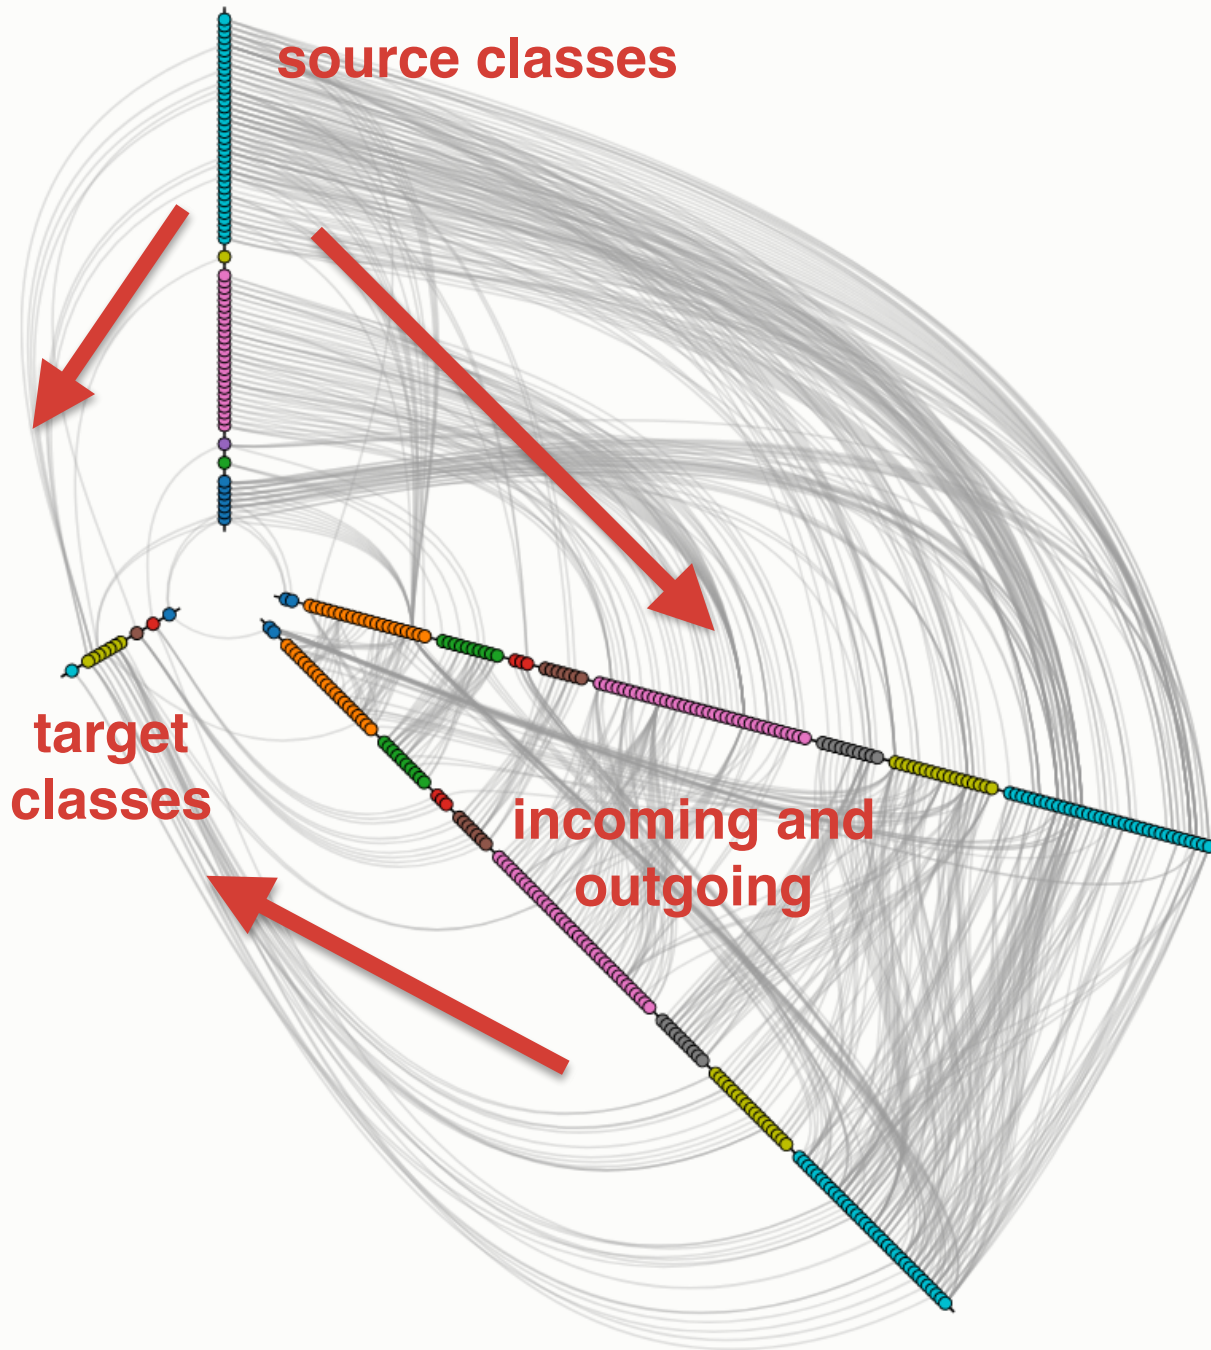 source classes
target
classes
incoming and
outgoing